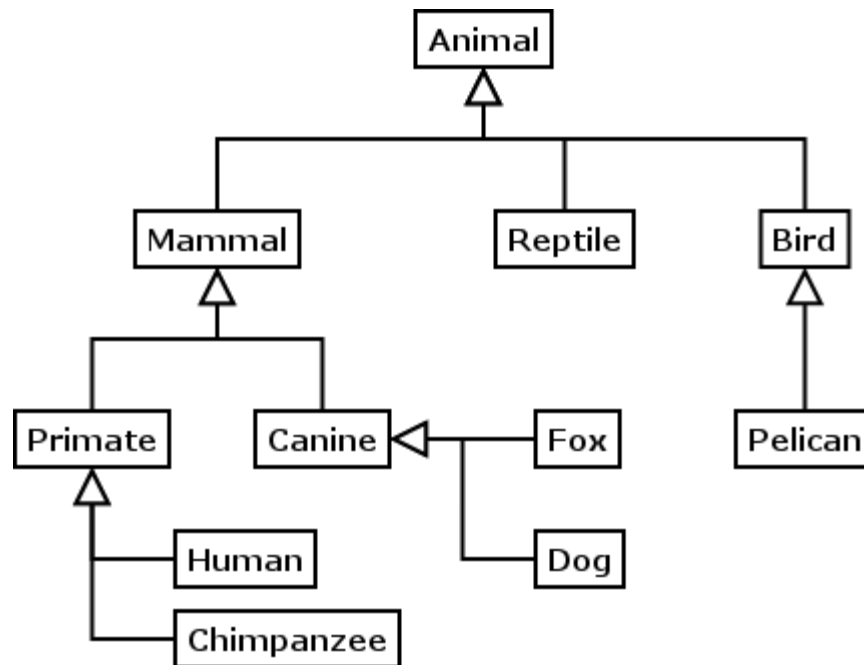 Animal
Mammal
Reptile
Bird
Primate
Canine
Fox
Pelican
Human
Dog
Chimpanzee